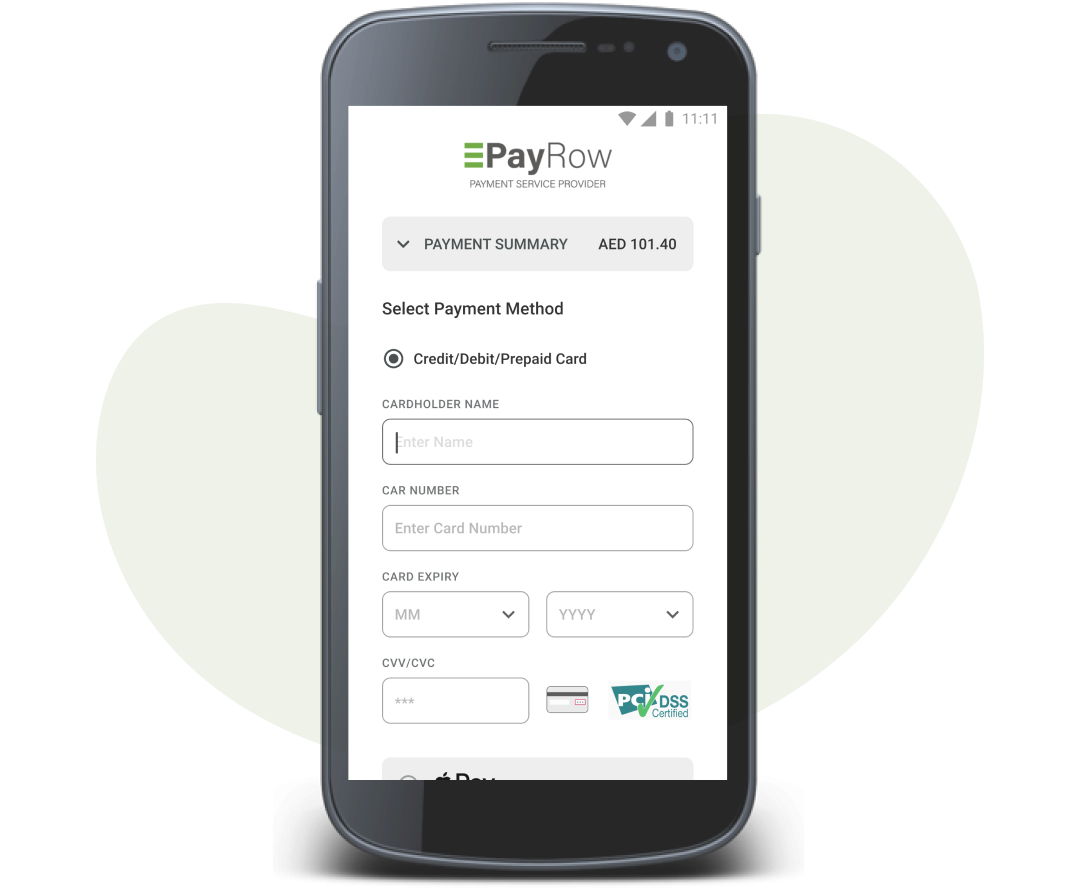 11:11
PayRow
PAYMENT SERVICE PROVIDER
PAYMENT SUMMARY AED 101.40
Select Payment Method
Credit/Debit/Prepaid Card
CARDHOLDER NAME
Enter Name
CAR NUMBER
Enter Card Number
CARD EXPIRY
MM YYYY
CVV/CVC
***
PCi DSS
Certified
Pay